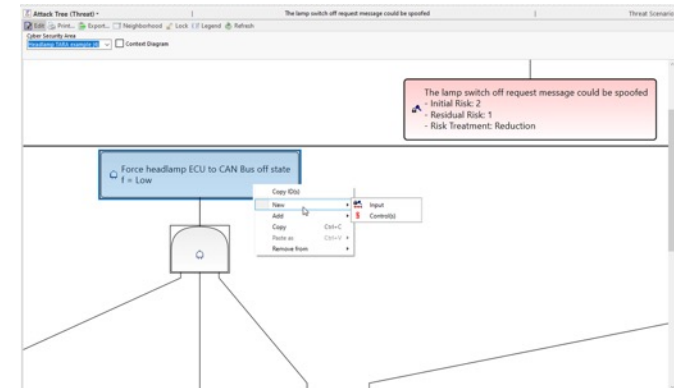 Attack Tree (Threat)
The lamp switch off request message could be spoofed
Threat Scenario
Edit
Print...
Export...
Neighborhood
Lock
Legend
Refresh
Cyber Security Area
Headlamp TARA example
Context Diagram
The lamp switch off request message could be spoofed
- Initial Risk: 2
- Residual Risk: 1
- Risk Treatment: Reduction
Force headlamp ECU to CAN Bus off state
f = Low
Copy ID(s)
New
Input
Add
Control(s)
Copy Ctrl+C
Paste as Ctrl+V
Remove from